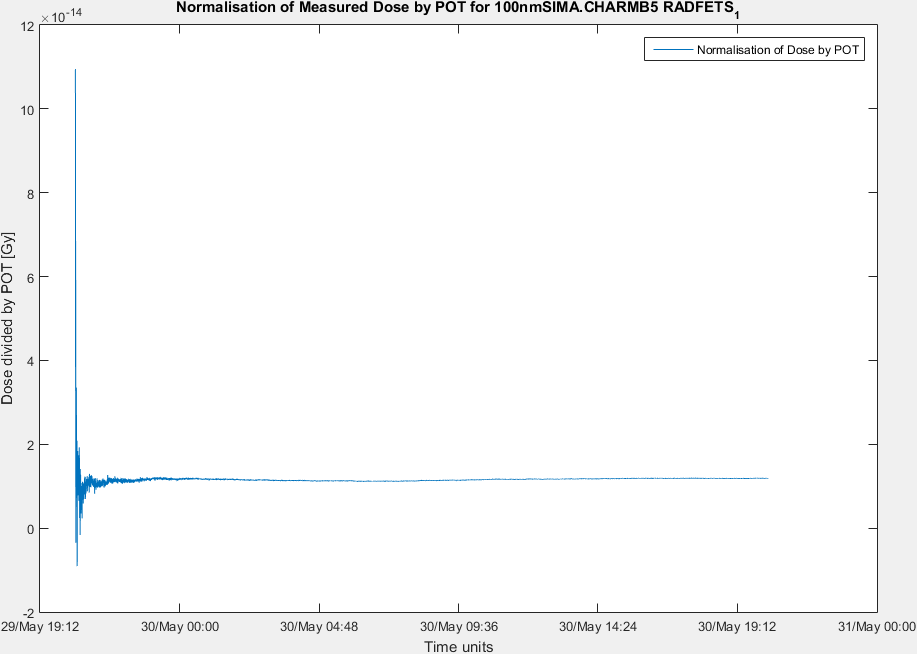 Normalisation of Measured Dose by POT for 100nmSIMA.CHARMB5 RADFETS1
×10-14
Normalisation of Dose by POT
12
10
8
6
4
2
0
-2
Dose divided by POT [Gy]
29/May 19:12 30/May 00:00 30/May 04:48 30/May 09:36 30/May 14:24 30/May 19:12 31/May 00:00
Time units